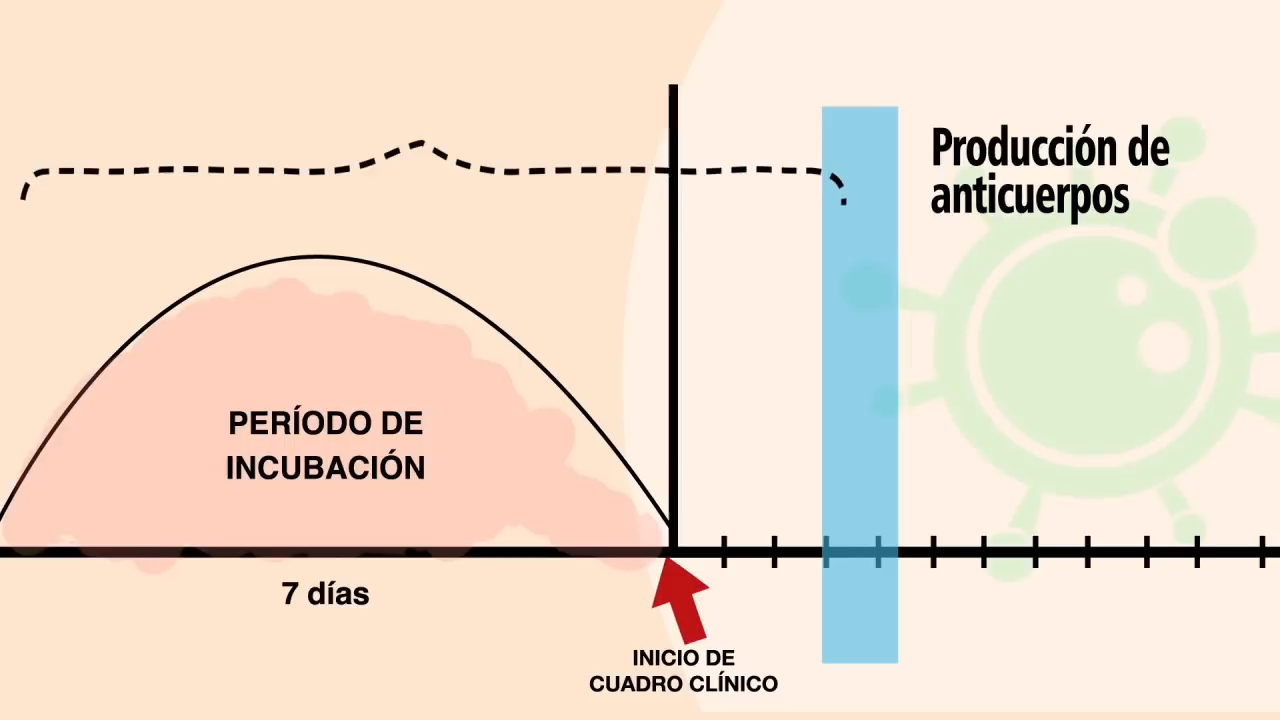 Producción de
anticuerpos
PERÍODO DE
INCUBACIÓN
7 días
INICIO DE
CUADRO CLÍNICO